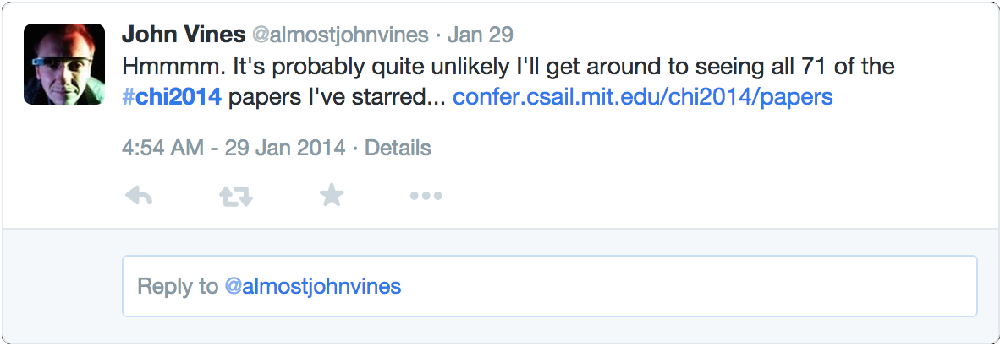 John Vines @almostjohnvines · Jan 29
Hmmmm. It's probably quite unlikely I'll get around to seeing all 71 of the
#chi2014 papers I've starred... confer.csail.mit.edu/chi2014/papers
4:54 AM - 29 Jan 2014 · Details
Reply to @almostjohnvines